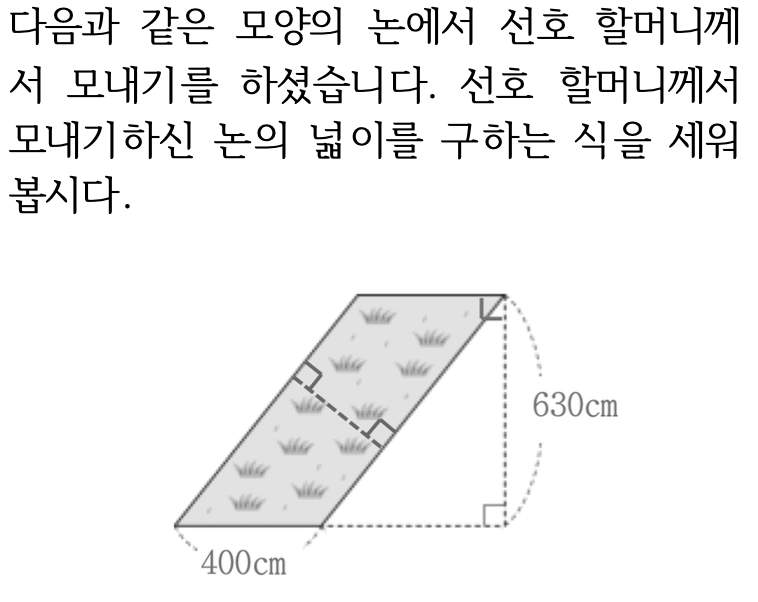 다음과 같은 모양의 논에서 선호 할머니께
서 모내기를 하셨습니다. 선호 할머니께서
모내기하신 논의 넓이를 구하는 식을 세워
봅시다.
630cm
400cm